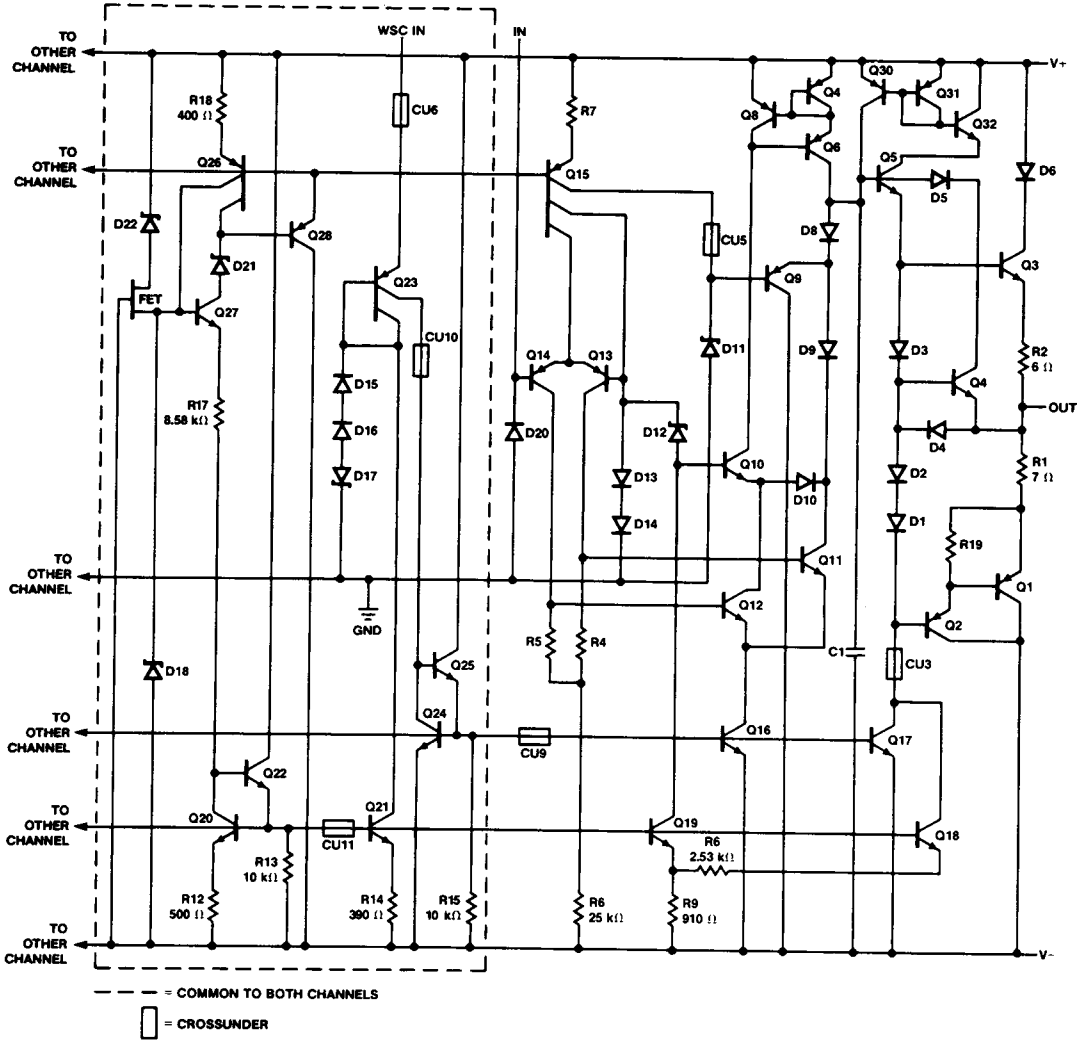 WSC IN
IN
TO
OTHER
CHANNEL
V+
R18
400 Ω
CU6
R7
Q8
Q4
Q30
Q31
Q32
Q6
TO
OTHER
CHANNEL
Q26
Q15
Q5
D5
D6
D22
Q28
CU5
D8
D21
Q23
Q9
Q3
FET
Q27
CU10
D11
D9
D3
R2
6 Ω
Q14
Q13
D15
R17
8.58 kΩ
Q4
OUT
D16
D20
D12
D4
D17
D13
Q10
D10
D2
R1
7 Ω
D14
D1
R19
Q11
TO
OTHER
CHANNEL
Q1
GND
Q12
Q2
R5
R4
C1
CU3
D18
Q25
Q24
TO
OTHER
CHANNEL
CU9
Q16
Q17
Q22
TO
OTHER
CHANNEL
Q20
Q21
CU11
Q19
Q18
R6
2.53 kΩ
R13
10 kΩ
R12
500 Ω
R14
390 Ω
R15
10 kΩ
R6
25 kΩ
R9
910 Ω
TO
OTHER
CHANNEL
V–
= COMMON TO BOTH CHANNELS
= CROSSUNDER